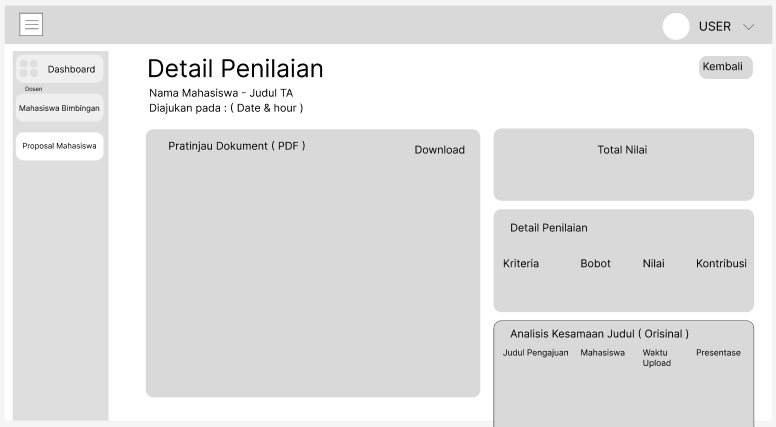 USER
Dashboard
Dosen
Mahasiswa Bimbingan
Proposal Mahasiswa
Detail Penilaian
Kembali
Nama Mahasiswa - Judul TA
Diajukan pada : ( Date & hour )
Pratinjau Dokument ( PDF )
Download
Total Nilai
Detail Penilaian
Kriteria Bobot Nilai Kontribusi
Analisis Kesamaan Judul ( Orisinal )
Judul Pengajuan Mahasiswa Waktu Presentase
Upload